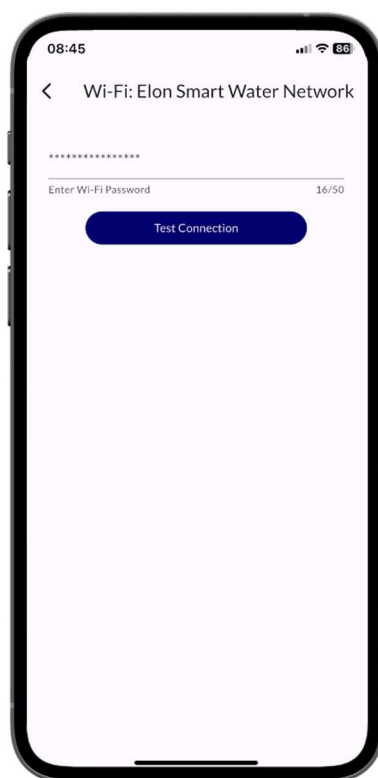 08:45
86
Wi-Fi: Elon Smart Water Network
****************
Enter Wi-Fi Password 16/50
Test Connection